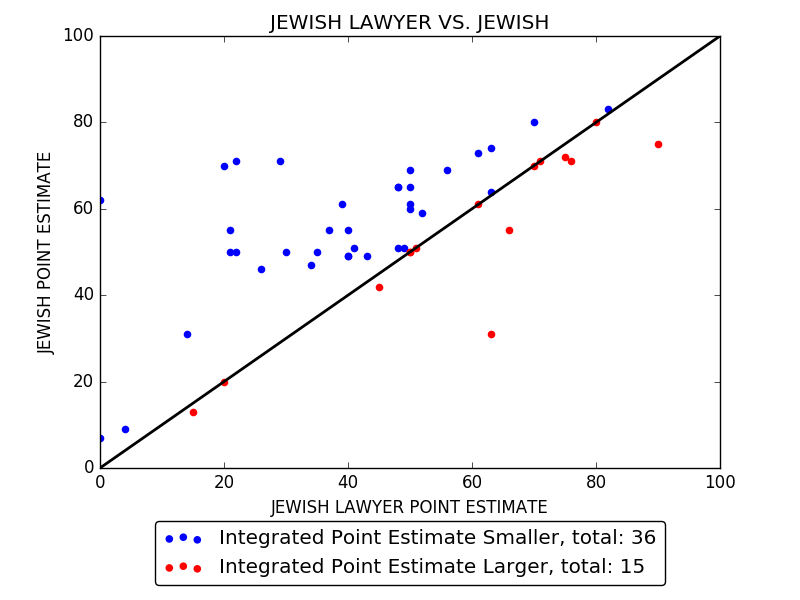 JEWISH LAWYER VS. JEWISH
100
80
60
40
20
0
JEWISH POINT ESTIMATE
0 20 40 60 80 100
JEWISH LAWYER POINT ESTIMATE
Integrated Point Estimate Smaller, total: 36
Integrated Point Estimate Larger, total: 15